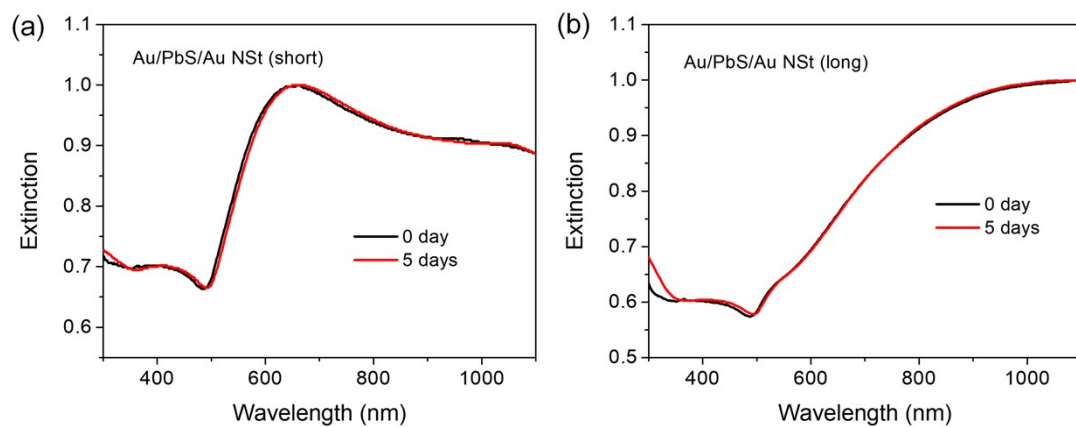 (a)
Au/PbS/Au NSt (short)
0 day
5 days
Extinction
1.1
1.0
0.9
0.8
0.7
0.6
400
600
800
1000
Wavelength (nm)
(b)
Au/PbS/Au NSt (long)
0 day
5 days
Extinction
1.1
1.0
0.9
0.8
0.7
0.6
0.5
400
600
800
1000
Wavelength (nm)